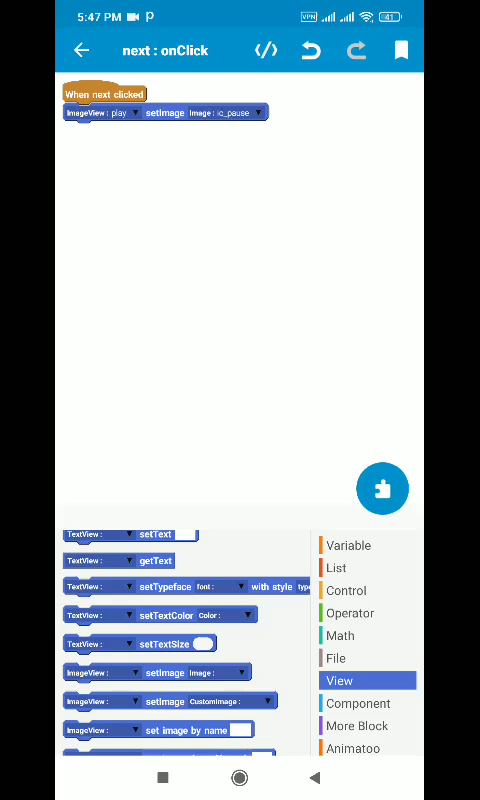 5:47 PM p VPN 41
next : onClick
When next clicked
ImageView : play setImage Image : ic_pause
TextView : setText
TextView : getText
TextView : setTypeface font : with style typ
TextView : setTextColor Color :
TextView : setTextSize
ImageView : setImage Image :
ImageView : setImage CustomImage :
ImageView : set image by name
Variable
List
Control
Operator
Math
File
View
Component
More Block
Animatoo